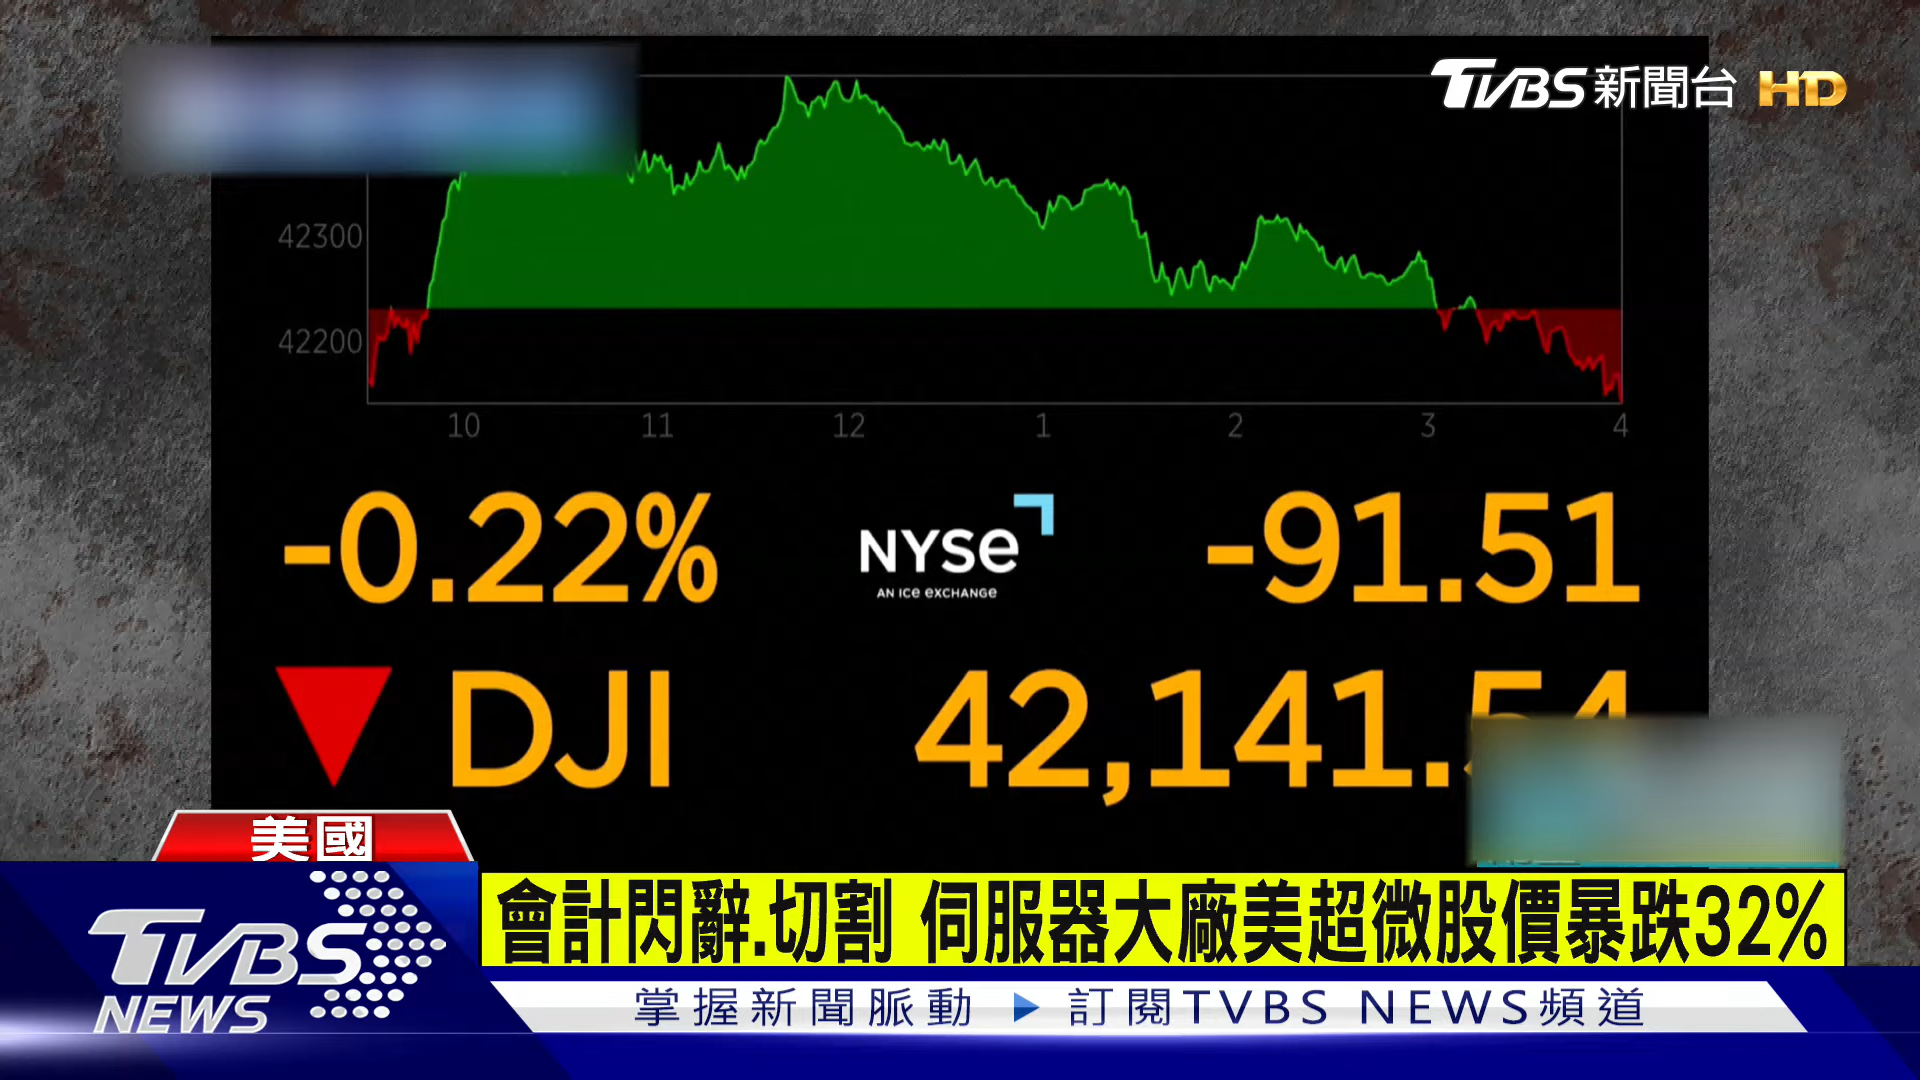 TVBS新聞台 HD
42300
42200
10 11 12 1 2 3 4
-0.22% NYSE -91.51
AN ICE EXCHANGE
DJI 42,141.54
美國
會計閃辭.切割 伺服器大廠美超微股價暴跌32%
TVBS
NEWS
掌握新聞脈動 ▶ 訂閱TVBS NEWS頻道